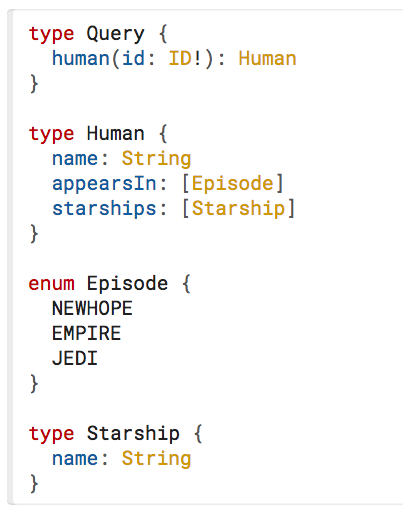 type Query {
  human(id: ID!): Human
}

type Human {
  name: String
  appearsIn: [Episode]
  starships: [Starship]
}

enum Episode {
  NEWHOPE
  EMPIRE
  JEDI
}

type Starship {
  name: String
}